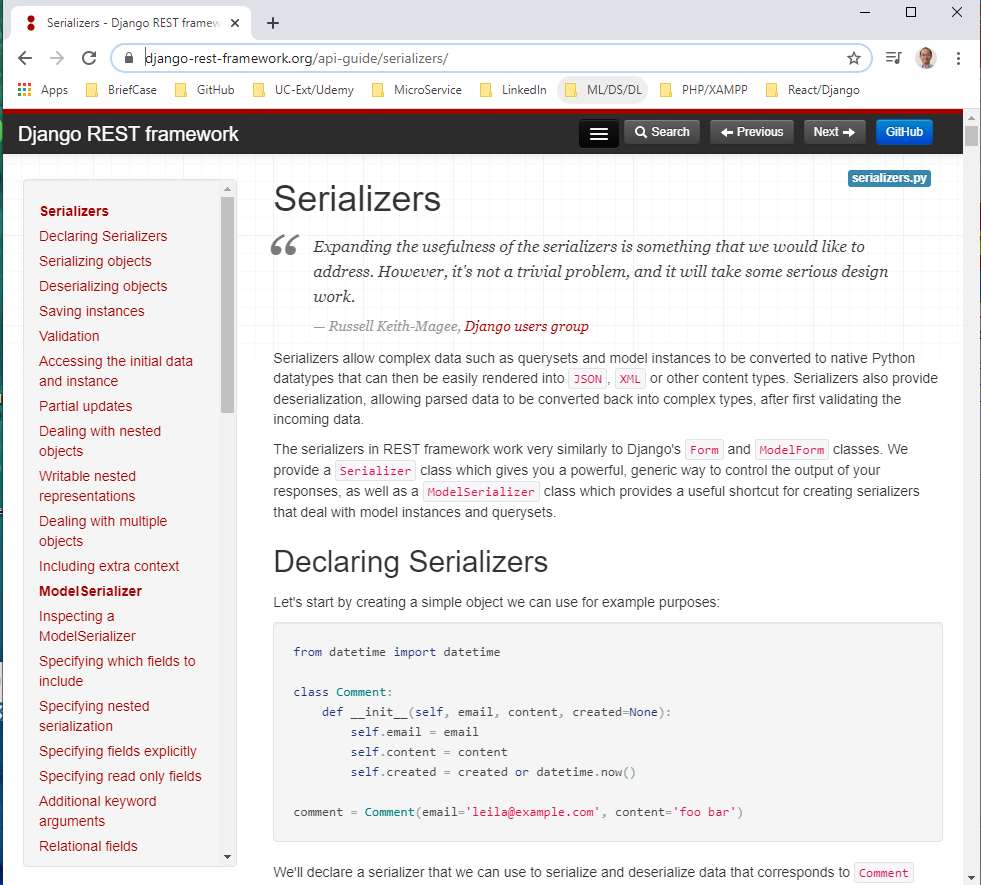 Serializers - Django REST framew
django-rest-framework.org/api-guide/serializers/
Apps BriefCase GitHub UC-Ext/Udemy MicroService LinkedIn ML/DS/DL PHP/XAMPP React/Django
Django REST framework Search Previous Next GitHub
serializers.py
Serializers
Declaring Serializers
Serializing objects
Deserializing objects
Saving instances
Validation
Accessing the initial data
and instance
Partial updates
Dealing with nested
objects
Writable nested
representations
Dealing with multiple
objects
Including extra context
ModelSerializer
Inspecting a
ModelSerializer
Specifying which fields to
include
Specifying nested
serialization
Specifying fields explicitly
Specifying read only fields
Additional keyword
arguments
Relational fields
Serializers
“ Expanding the usefulness of the serializers is something that we would like to
address. However, it's not a trivial problem, and it will take some serious design
work.
— Russell Keith-Magee, Django users group
Serializers allow complex data such as querysets and model instances to be converted to native Python
datatypes that can then be easily rendered into JSON, XML or other content types. Serializers also provide
deserialization, allowing parsed data to be converted back into complex types, after first validating the
incoming data.
The serializers in REST framework work very similarly to Django's Form and ModelForm classes. We
provide a Serializer class which gives you a powerful, generic way to control the output of your
responses, as well as a ModelSerializer class which provides a useful shortcut for creating serializers
that deal with model instances and querysets.
Declaring Serializers
Let's start by creating a simple object we can use for example purposes:
from datetime import datetime
class Comment:
    def __init__(self, email, content, created=None):
        self.email = email
        self.content = content
        self.created = created or datetime.now()
comment = Comment(email='leila@example.com', content='foo bar')
We'll declare a serializer that we can use to serialize and deserialize data that corresponds to Comment